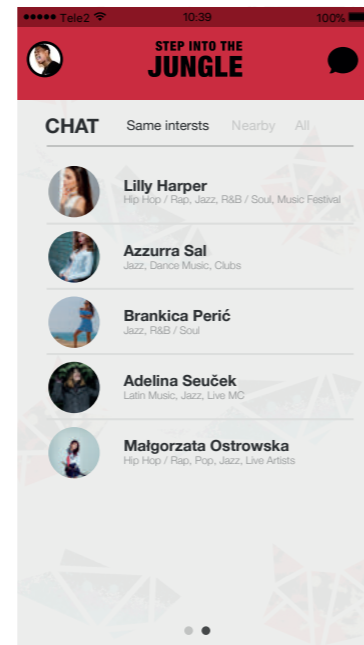 Tele2 10:39 100%
STEP INTO THE
JUNGLE
CHAT Same intersts Nearby All
Lilly Harper
Hip Hop / Rap, Jazz, R&B / Soul, Music Festival
Azzurra Sal
Jazz, Dance Music, Clubs
Brankica Perić
Jazz, R&B / Soul
Adelina Seuček
Latin Music, Jazz, Live MC
Małgorzata Ostrowska
Hip Hop / Rap, Pop, Jazz, Live Artists